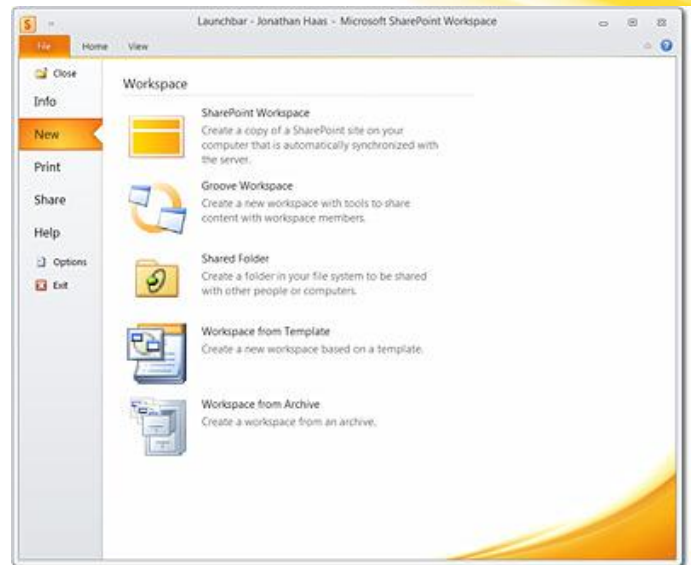 Launchbar - Jonathan Haas - Microsoft SharePoint Workspace
File Home View
Close
Info
New
Print
Share
Help
Options
Exit
Workspace
SharePoint Workspace
Create a copy of a SharePoint site on your
computer that is automatically synchronized with
the server.
Groove Workspace
Create a new workspace with tools to share
content with workspace members.
Shared Folder
Create a folder in your file system to be shared
with other people or computers.
Workspace from Template
Create a new workspace based on a template.
Workspace from Archive
Create a workspace from an archive.